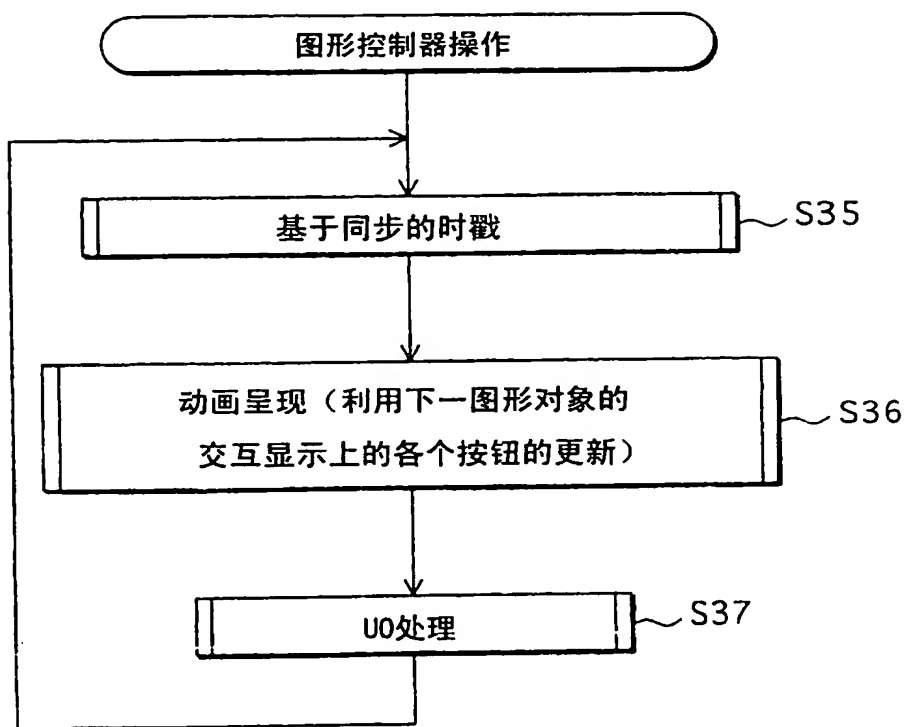 图形控制器操作
基于同步的时戳
S35
动画呈现（利用下一图形对象的
交互显示上的各个按钮的更新）
S36
UO处理
S37